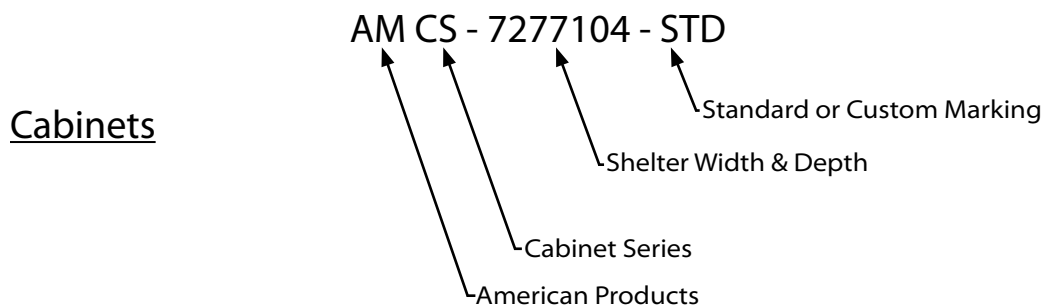 AM CS - 7277104 - STD
Standard or Custom Marking
Cabinets
Shelter Width & Depth
Cabinet Series
American Products